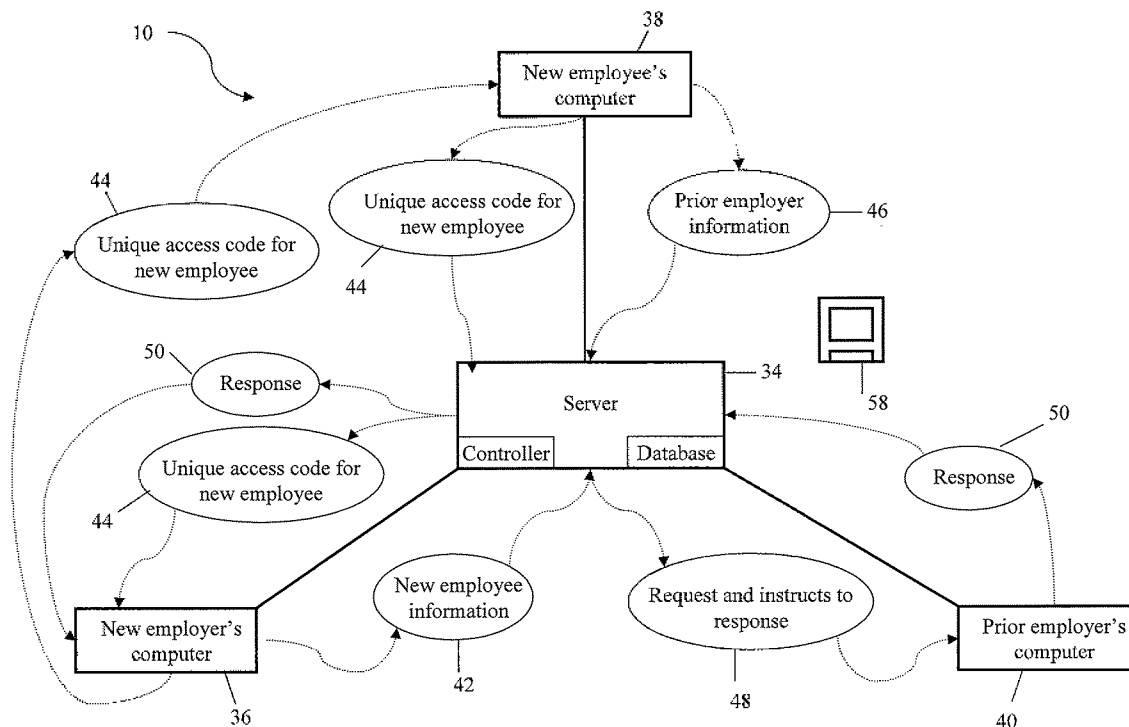 10
38
New employee's
computer
44
Unique access code for
new employee
Unique access code for
new employee
44
Prior employer
information
46
50
Response
Server
34
58
Controller
Database
50
Response
Unique access code for
new employee
44
New employee
information
42
Request and instructs to
response
48
New employer's
computer
36
Prior employer's
computer
40